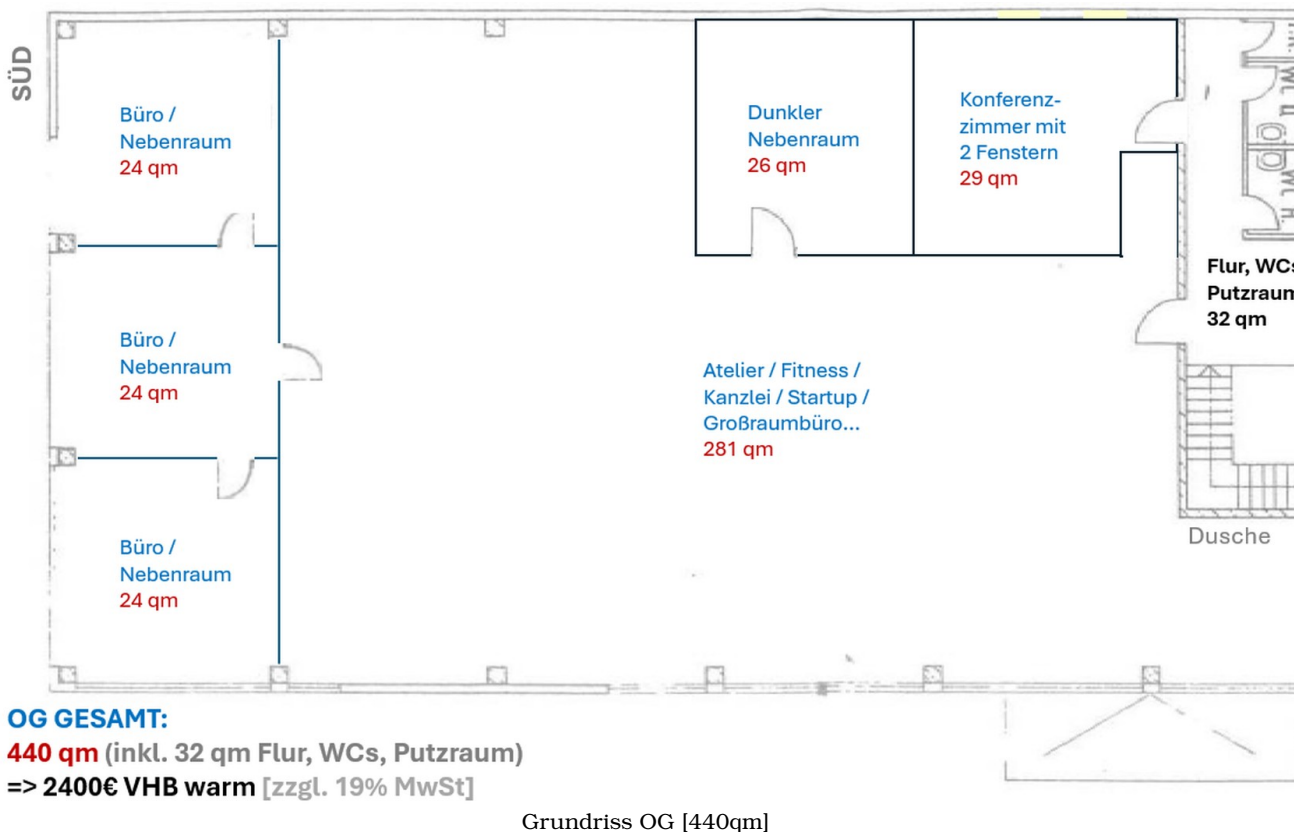 SÜD
Büro /
Nebenraum
24 qm
Dunkler
Nebenraum
26 qm
Konferenz-
zimmer mit
2 Fenstern
29 qm
Flur, WCs
Putzraum
32 qm
Büro /
Nebenraum
24 qm
Atelier / Fitness /
Kanzlei / Startup /
Großraumbüro...
281 qm
Büro /
Nebenraum
24 qm
Dusche
OG GESAMT:
440 qm (inkl. 32 qm Flur, WCs, Putzraum)
=> 2400€ VHB warm [zzgl. 19% MwSt]
Grundriss OG [440qm]